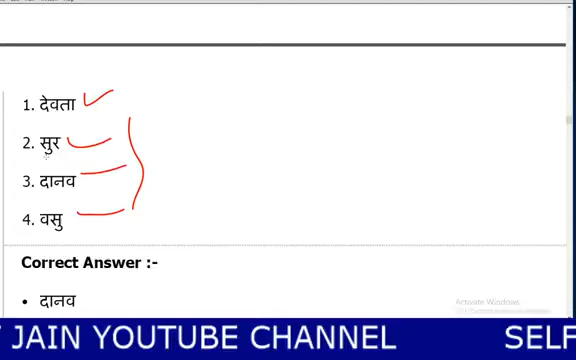 1. देवता
2. सुर
3. दानव
4. वसु
Correct Answer :-
• दानव
Activate Windows
JAIN YOUTUBE CHANNEL SELF